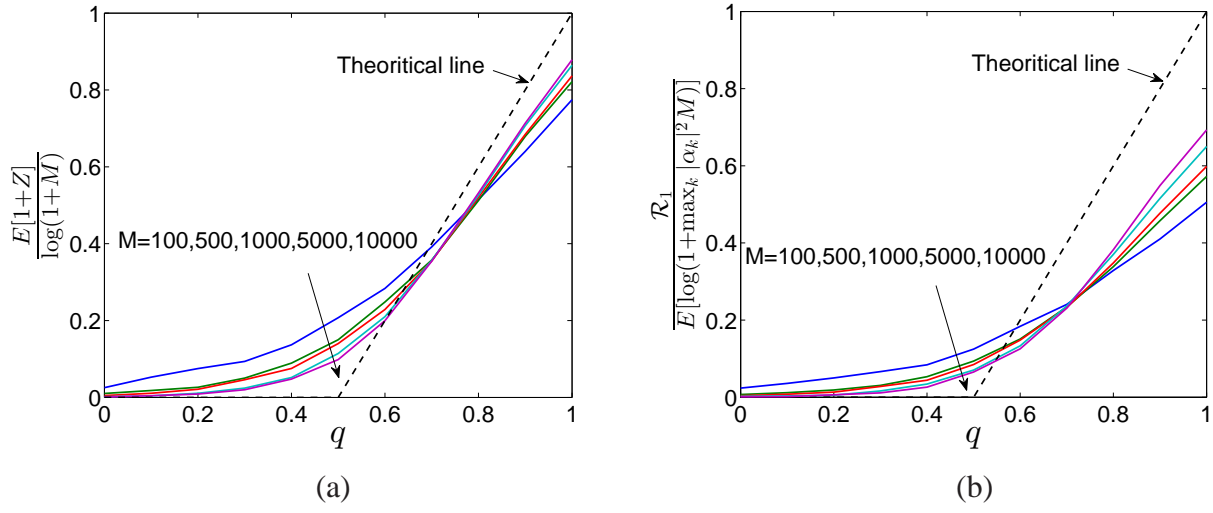 1
0.8
0.6
0.4
0.2
0
0 0.2 0.4 0.6 0.8 1
E[1+Z]
log(1+M)
q
Theoritical line
M=100,500,1000,5000,10000
(a)
1
0.8
0.6
0.4
0.2
0
0 0.2 0.4 0.6 0.8 1
R₁
E[log(1+maxₖ |αₖ|²M)]
q
Theoritical line
M=100,500,1000,5000,10000
(b)